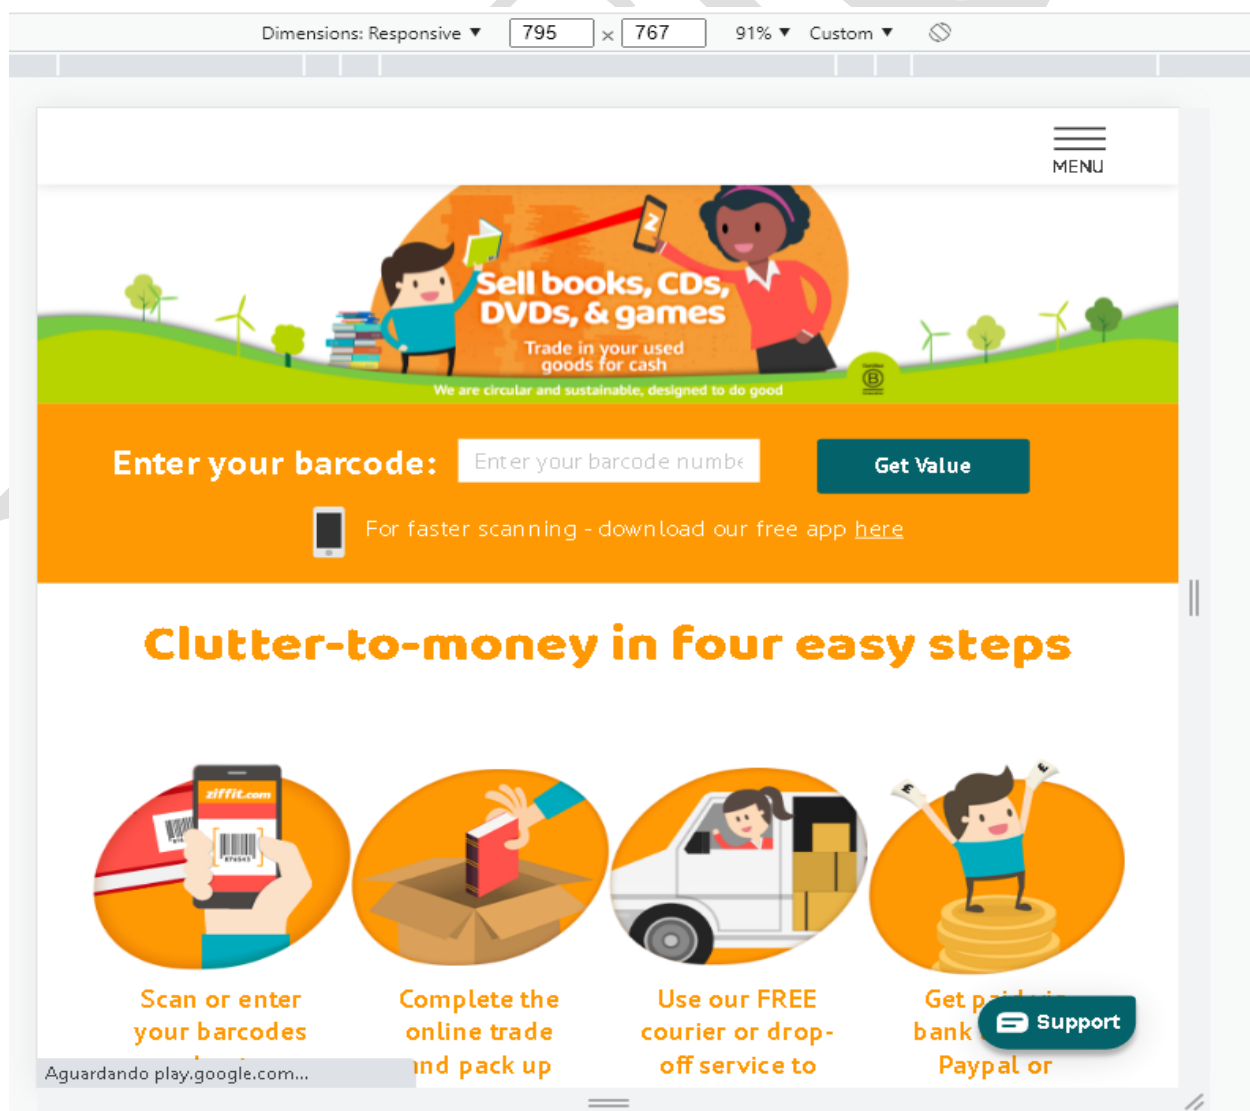 Dimensions: Responsive ▼ 795 × 767 91% ▼ Custom ▼
MENU
Z
Sell books, CDs,
DVDs, & games
Trade in your used
goods for cash
We are circular and sustainable, designed to do good
B
Enter your barcode: Enter your barcode numbe Get Value
For faster scanning - download our free app here
Clutter-to-money in four easy steps
ziffit.com
876543
£ £
Scan or enter
your barcodes
Complete the
online trade
and pack up
Use our FREE
courier or drop-
off service to
Get paid
bank
Paypal or
Support
Aguardando play.google.com...